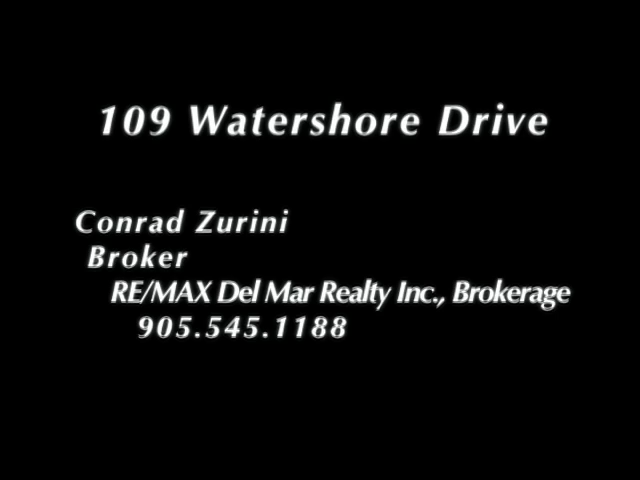 109 Watershore Drive
Conrad Zurini
Broker
RE/MAX Del Mar Realty Inc., Brokerage
905.545.1188